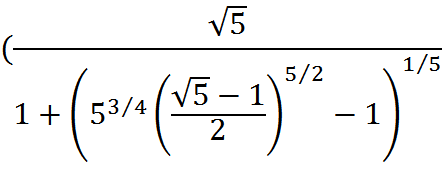 (√5/(1 + (5^{3/4}((√5 − 1)/2)^{5/2} − 1)^{1/5})